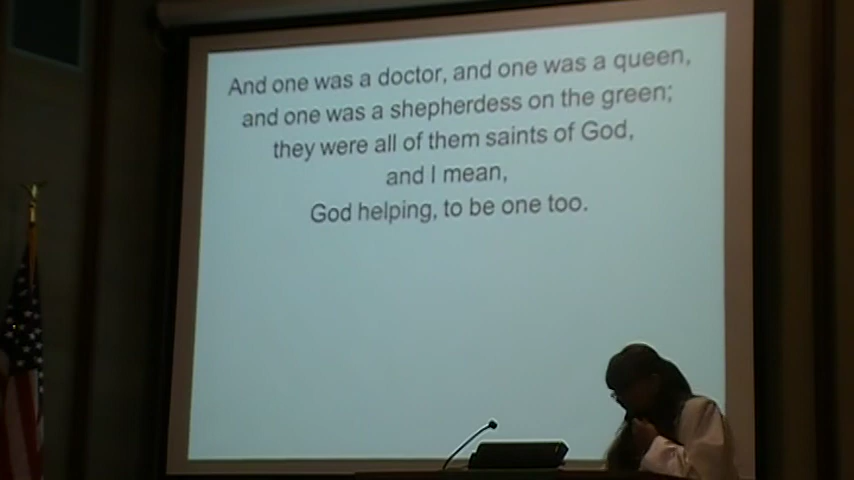 And one was a doctor, and one was a queen,
and one was a shepherdess on the green;
they were all of them saints of God,
and I mean,
God helping, to be one too.